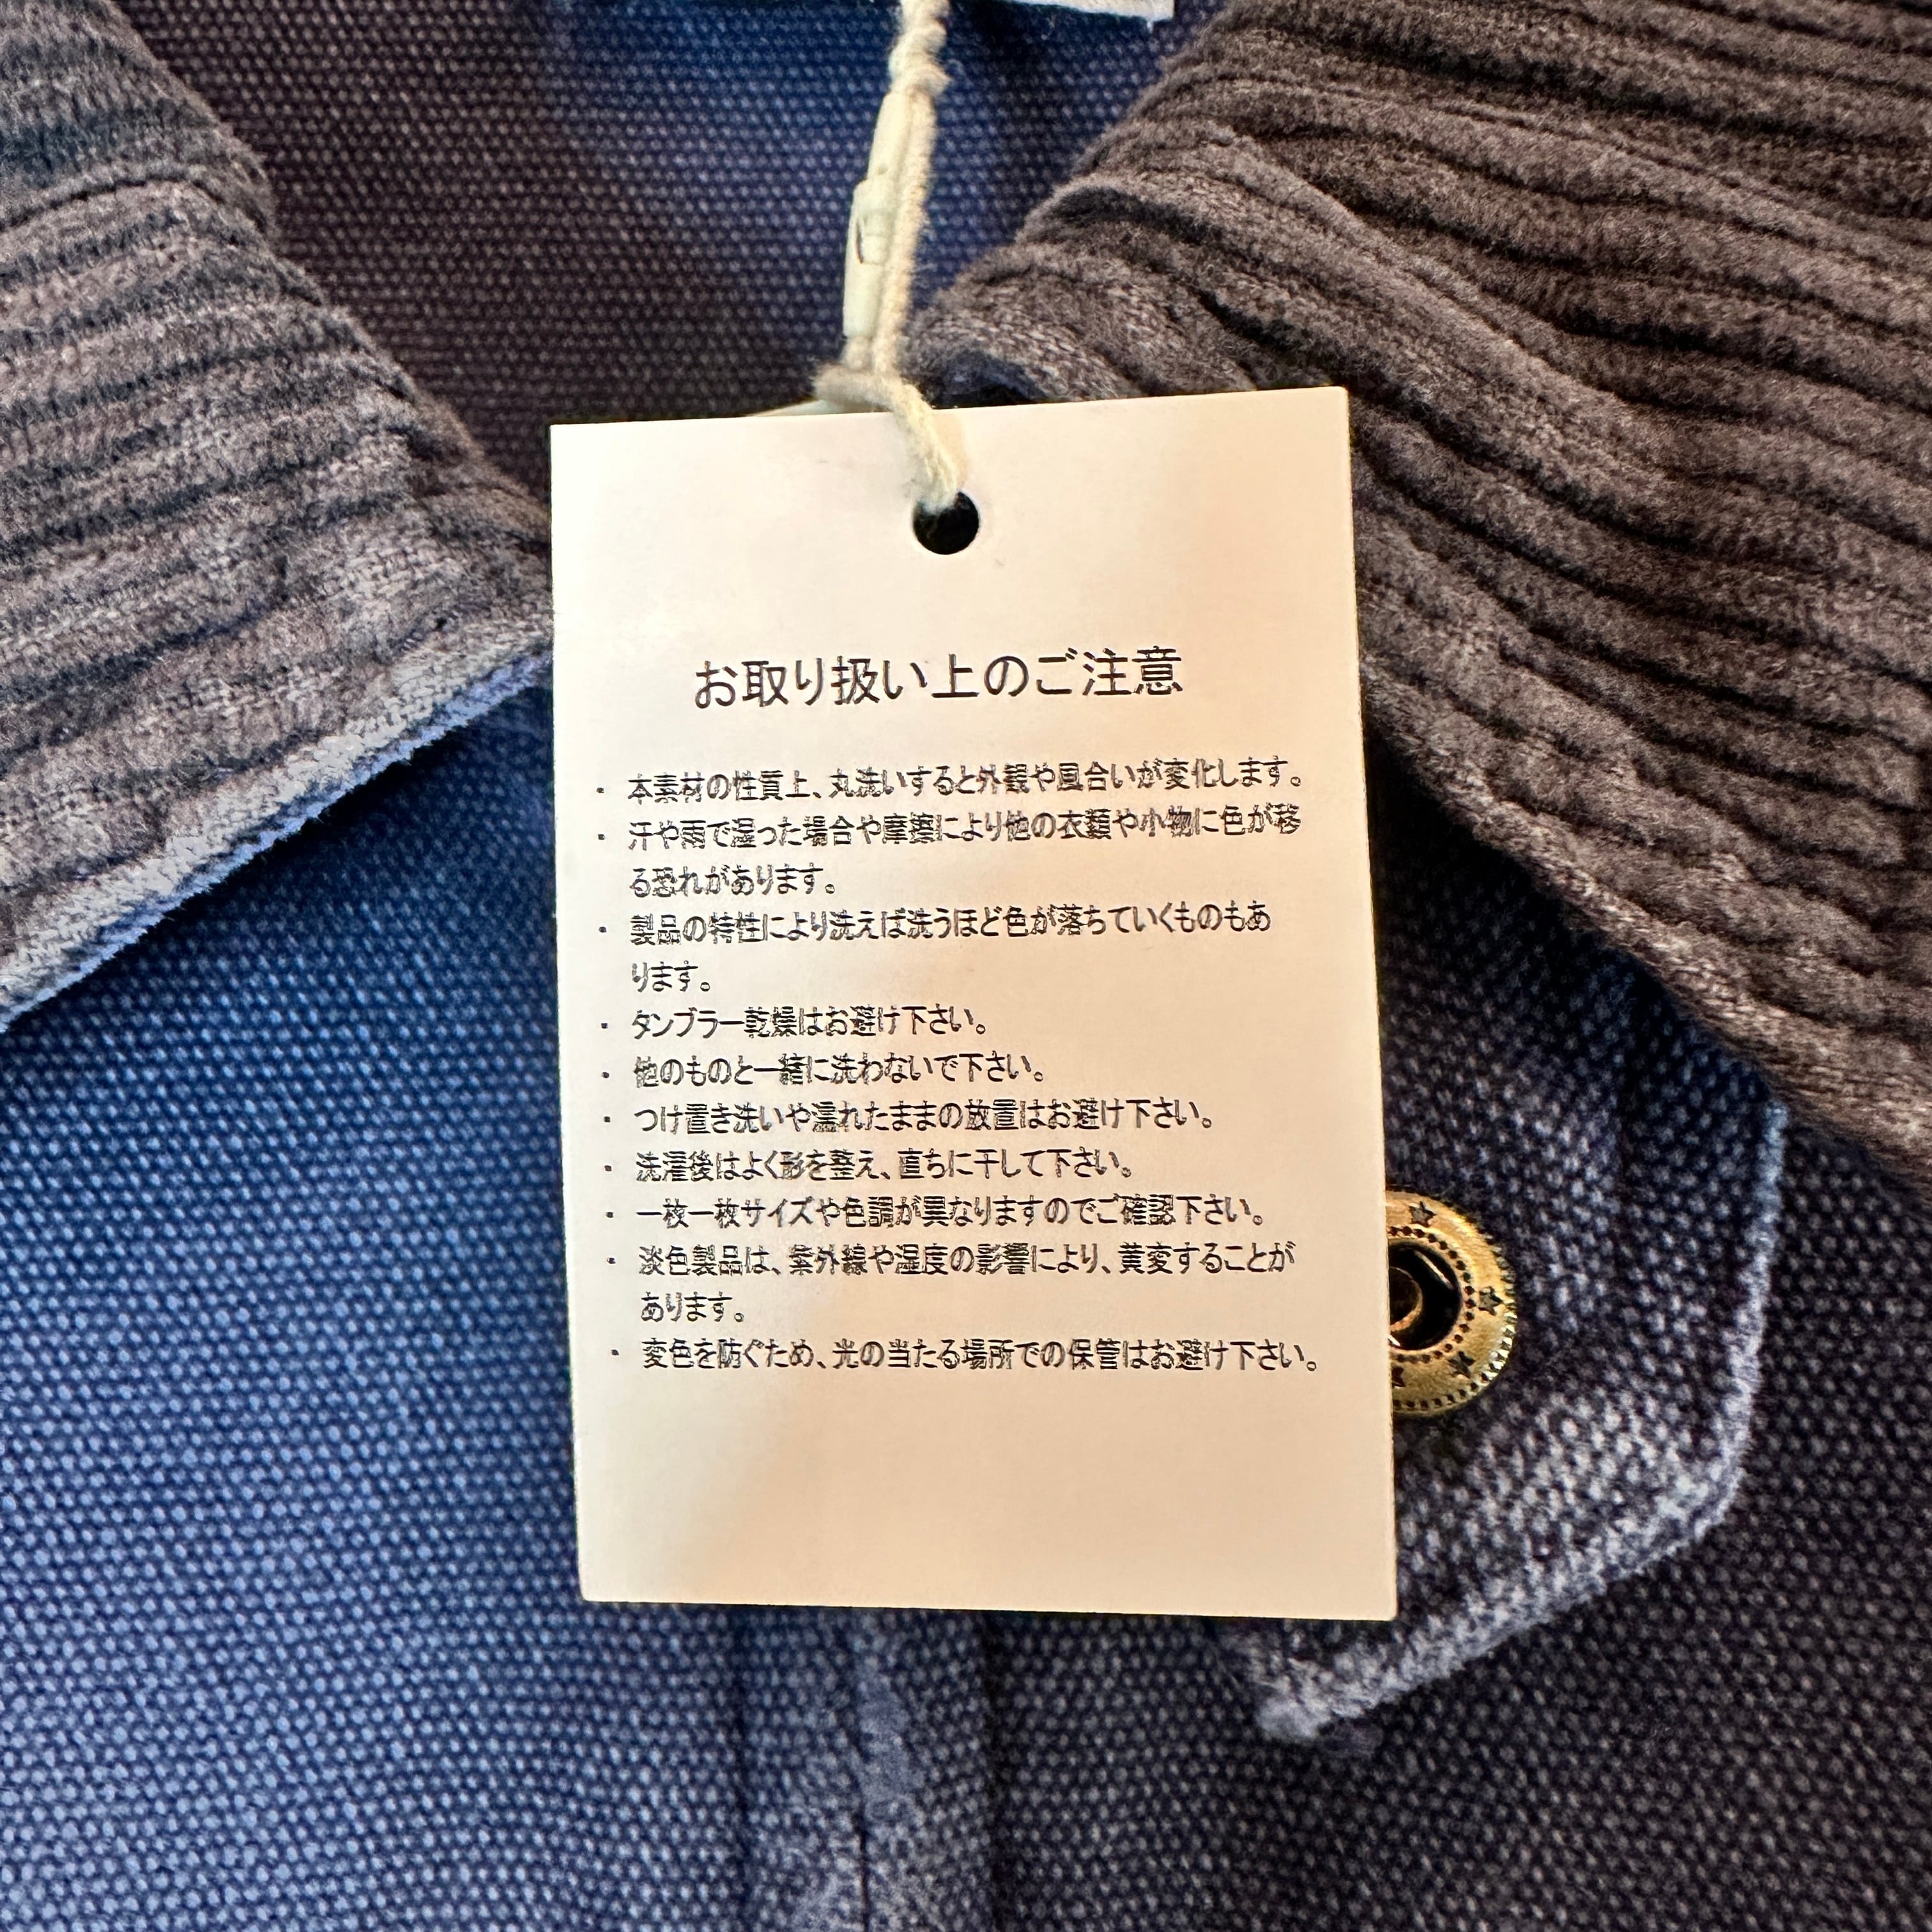 お取り扱い上のご注意
・ 本素材の性質上、丸洗いすると外観や風合いが変化します。
・ 汗や雨で湿った場合や摩擦により他の衣類や小物に色が移
る恐れがあります。
・ 製品の特性により洗えば洗うほど色が落ちていくものもあ
ります。
・ タンブラー乾燥はお避け下さい。
・ 他のものと一緒に洗わないで下さい。
・ つけ置き洗いや濡れたままの放置はお避け下さい。
・ 洗濯後はよく形を整え、直ちに干して下さい。
・ 一枚一枚サイズや色調が異なりますのでご確認下さい。
・ 淡色製品は、紫外線や湿度の影響により、黄変することが
あります。
・ 変色を防ぐため、光の当たる場所での保管はお避け下さい。